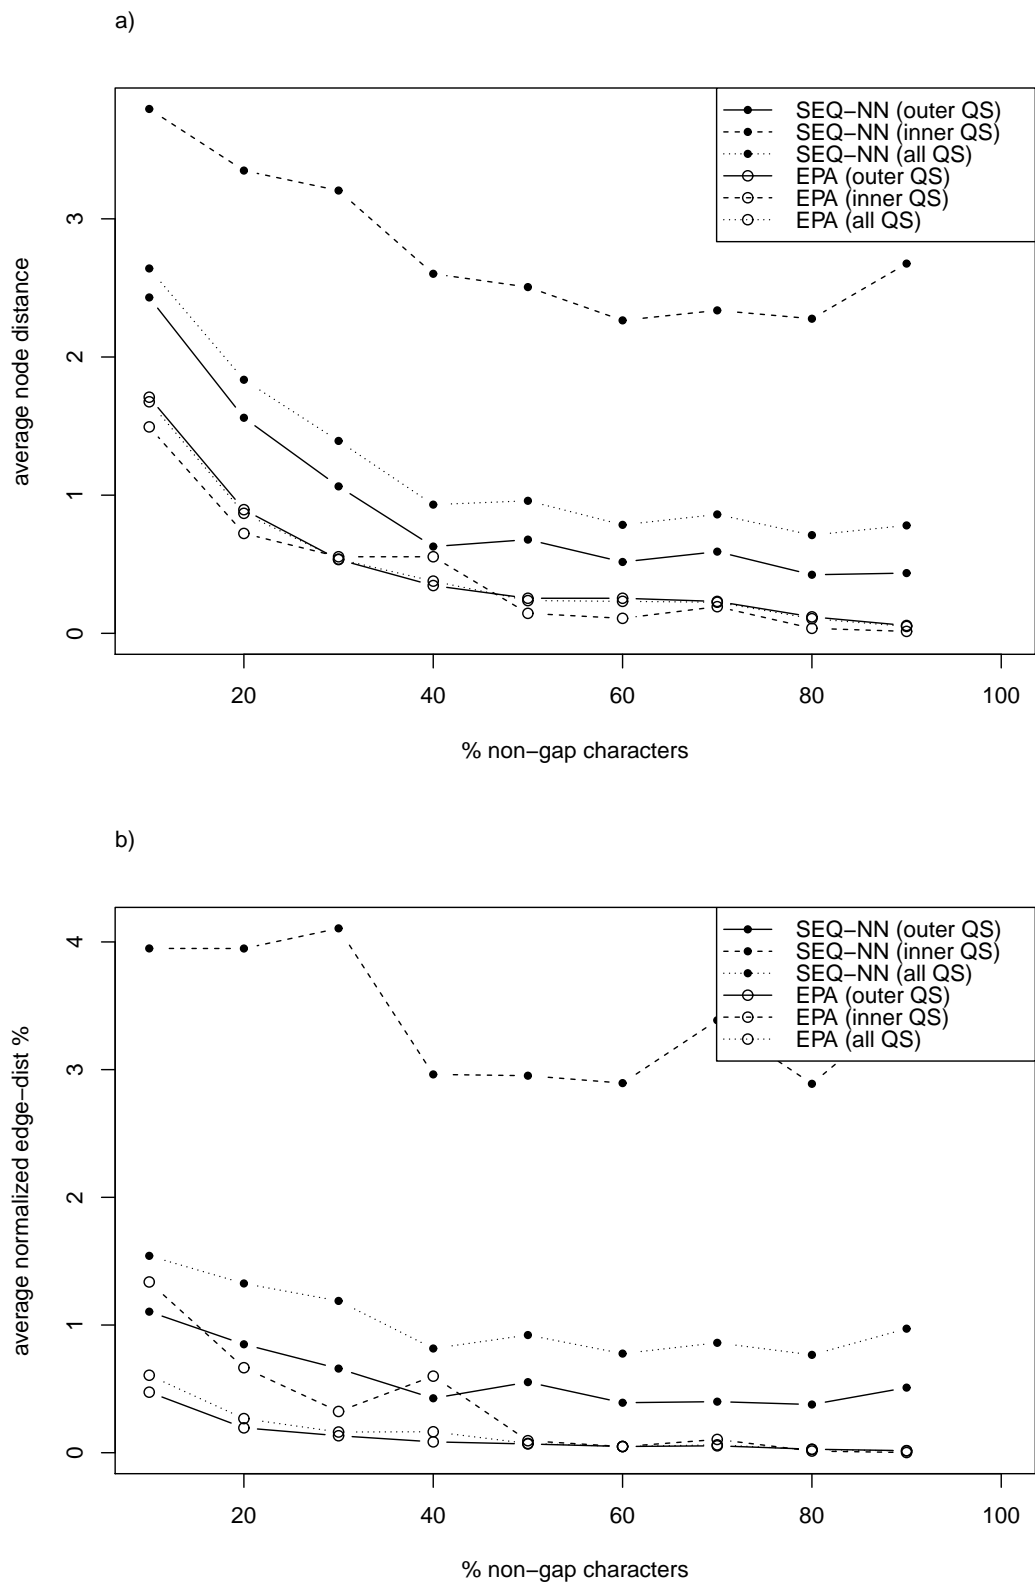 a)
SEQ−NN (outer QS)
SEQ−NN (inner QS)
SEQ−NN (all QS)
EPA (outer QS)
EPA (inner QS)
EPA (all QS)
average node distance
3
2
1
0
20 40 60 80 100
% non−gap characters
b)
SEQ−NN (outer QS)
SEQ−NN (inner QS)
SEQ−NN (all QS)
EPA (outer QS)
EPA (inner QS)
EPA (all QS)
average normalized edge−dist %
4
3
2
1
0
20 40 60 80 100
% non−gap characters